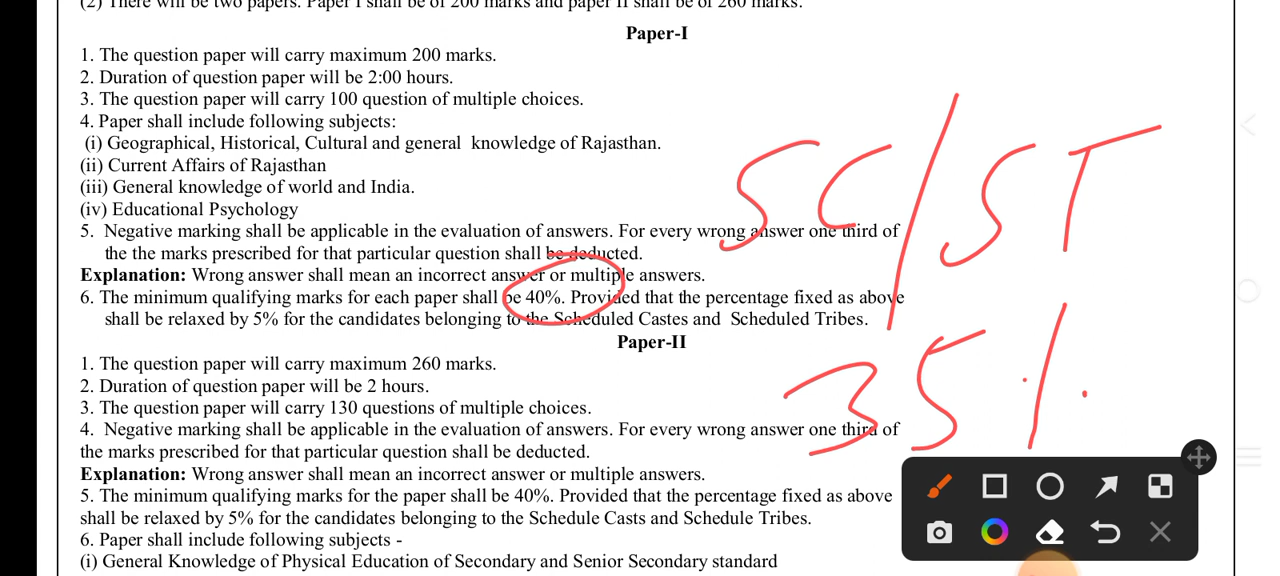 (2) There will be two papers. Paper I shall be of 200 marks and paper II shall be of 260 marks.
Paper-I
1. The question paper will carry maximum 200 marks.
2. Duration of question paper will be 2:00 hours.
3. The question paper will carry 100 question of multiple choices.
4. Paper shall include following subjects:
(i) Geographical, Historical, Cultural and general knowledge of Rajasthan.
(ii) Current Affairs of Rajasthan
(iii) General knowledge of world and India.
(iv) Educational Psychology
SC/ST
5. Negative marking shall be applicable in the evaluation of answers. For every wrong answer one third of
the the marks prescribed for that particular question shall be deducted.
Explanation: Wrong answer shall mean an incorrect answer or multiple answers.
6. The minimum qualifying marks for each paper shall be 40%. Provided that the percentage fixed as above
shall be relaxed by 5% for the candidates belonging to the Scheduled Castes and Scheduled Tribes.
Paper-II
1. The question paper will carry maximum 260 marks.
2. Duration of question paper will be 2 hours.
35%
3. The question paper will carry 130 questions of multiple choices.
4. Negative marking shall be applicable in the evaluation of answers. For every wrong answer one third of
the marks prescribed for that particular question shall be deducted.
Explanation: Wrong answer shall mean an incorrect answer or multiple answers.
5. The minimum qualifying marks for the paper shall be 40%. Provided that the percentage fixed as above
shall be relaxed by 5% for the candidates belonging to the Schedule Casts and Schedule Tribes.
6. Paper shall include following subjects -
(i) General Knowledge of Physical Education of Secondary and Senior Secondary standard